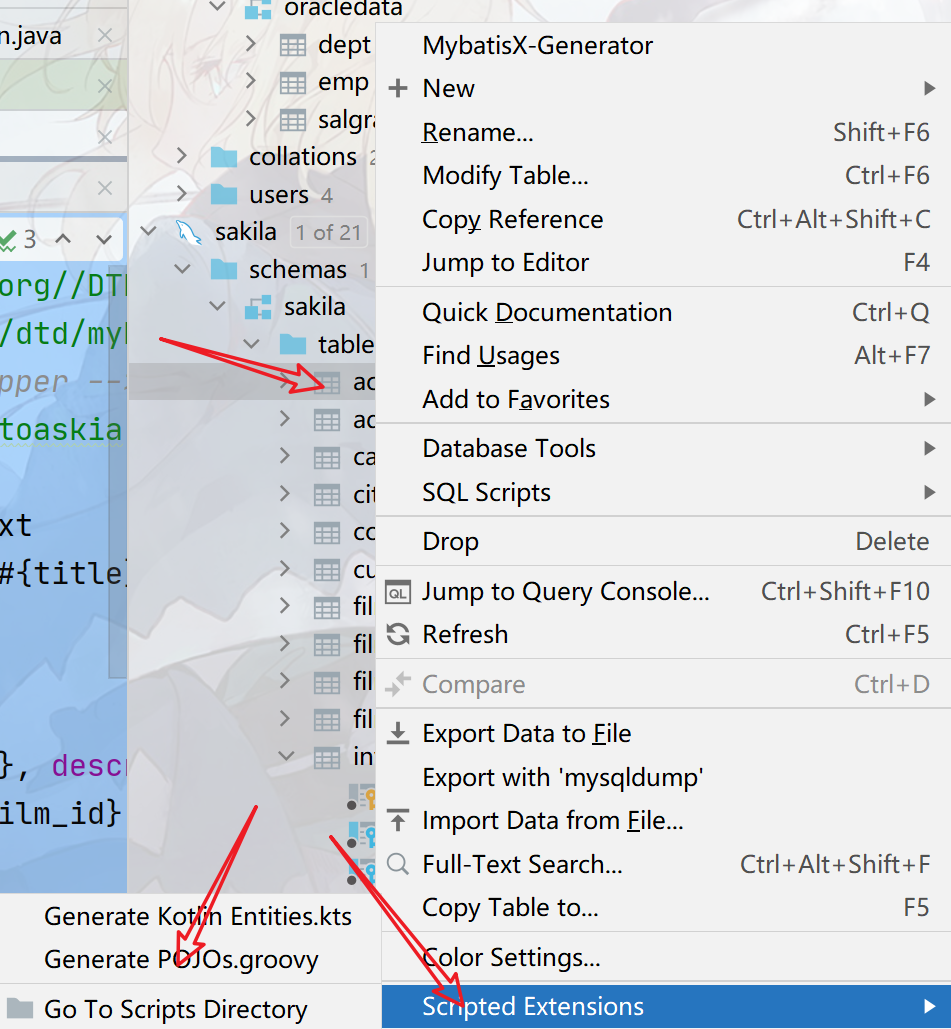 n.java
3
org//DT
/dtd/my
pper --
toaskia
xt
#{title
}, desc
ilm_id}
oracledata
dept
emp
salgra
collations 2
users 4
sakila 1 of 21
schemas 1
sakila
table
ac
ad
ca
cit
co
cu
fil
fil
fil
fil
in
MybatisX-Generator
New
Rename... Shift+F6
Modify Table... Ctrl+F6
Copy Reference Ctrl+Alt+Shift+C
Jump to Editor F4
Quick Documentation Ctrl+Q
Find Usages Alt+F7
Add to Favorites
Database Tools
SQL Scripts
Drop Delete
QL Jump to Query Console... Ctrl+Shift+F10
Refresh Ctrl+F5
Compare Ctrl+D
Export Data to File
Export with 'mysqldump'
Import Data from File...
Full-Text Search... Ctrl+Alt+Shift+F
Copy Table to... F5
Color Settings...
Scripted Extensions
Generate Kotlin Entities.kts
Generate POJOs.groovy
Go To Scripts Directory